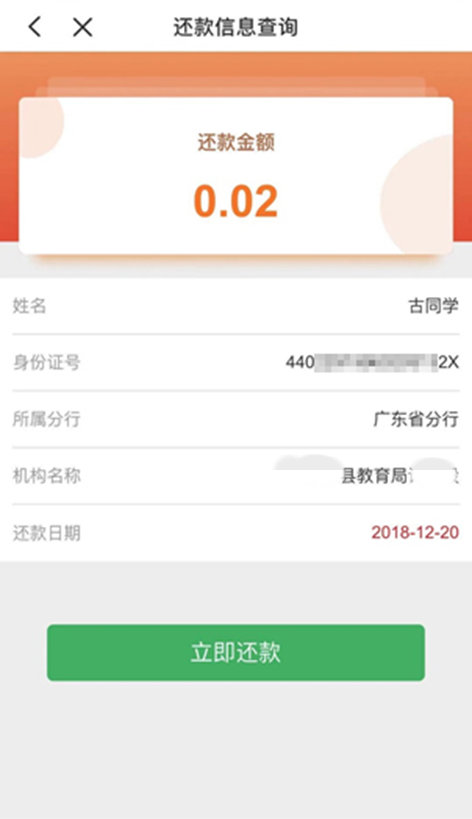 还款信息查询
还款金额
0.02
姓名 古同学
身份证号 440 2X
所属分行 广东省分行
机构名称 县教育局
还款日期 2018-12-20
立即还款